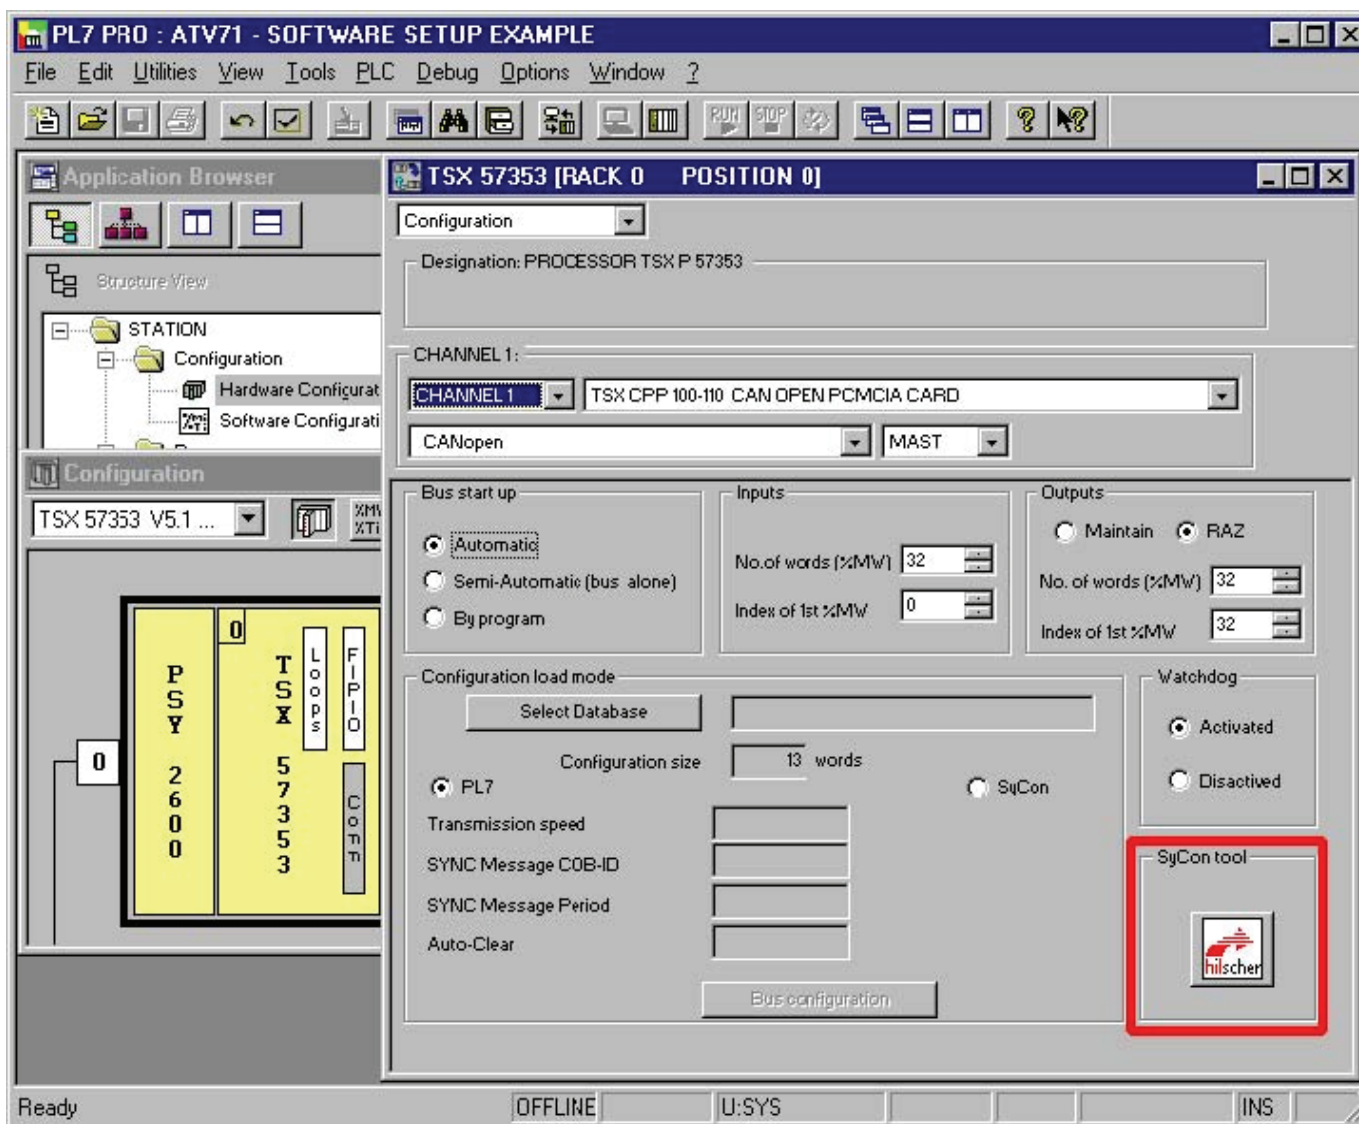 PL7 PRO : ATV71 - SOFTWARE SETUP EXAMPLE
File Edit Utilities View Tools PLC Debug Options Window ?
RUN STOP
Application Browser
Structure View
STATION
Configuration
Hardware Configurat
Software Configurati
Configuration
TSX 57353 V5.1 ...
%MW
%Ti
0
0
PSY 2600
TSX 57353
Loops
FIPIO
Comm
TSX 57353 [RACK 0 POSITION 0]
Configuration
Designation: PROCESSOR TSX P 57353
CHANNEL 1:
CHANNEL 1 TSX CPP 100-110 CAN OPEN PCMCIA CARD
CANopen MAST
Bus start up
Automatic
Semi-Automatic (bus alone)
By program
Inputs
No.of words (%MW) 32
Index of 1st %MW 0
Outputs
Maintain RAZ
No. of words (%MW) 32
Index of 1st %MW 32
Configuration load mode
Select Database
Configuration size 13 words
PL7 SyCon
Transmission speed
SYNC Message COB-ID
SYNC Message Period
Auto-Clear
Bus configuration
Watchdog
Activated
Disactived
SyCon tool
hilscher
Ready OFFLINE U:SYS INS